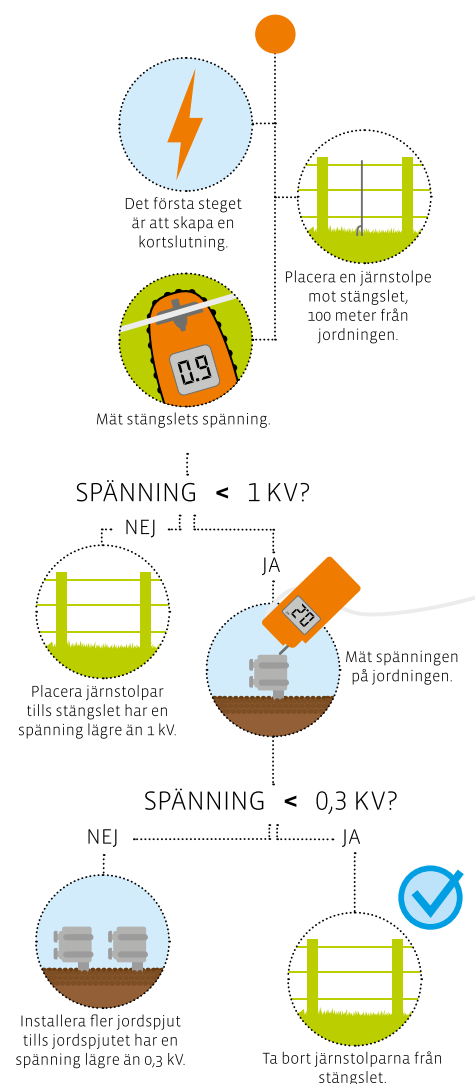 Det första steget
är att skapa en
kortslutning.
Placera en järnstolpe
mot stängslet,
100 meter från
jordningen.
0.9
Mät stängslets spänning.
SPÄNNING < 1 KV?
NEJ
JA
Placera järnstolpar
tills stängslet har en
spänning lägre än 1 kV.
0.2
Mät spänningen
på jordningen.
SPÄNNING < 0,3 KV?
NEJ
JA
Installera fler jordspjut
tills jordspjutet har en
spänning lägre än 0,3 kV.
Ta bort järnstolparna från
stängslet.